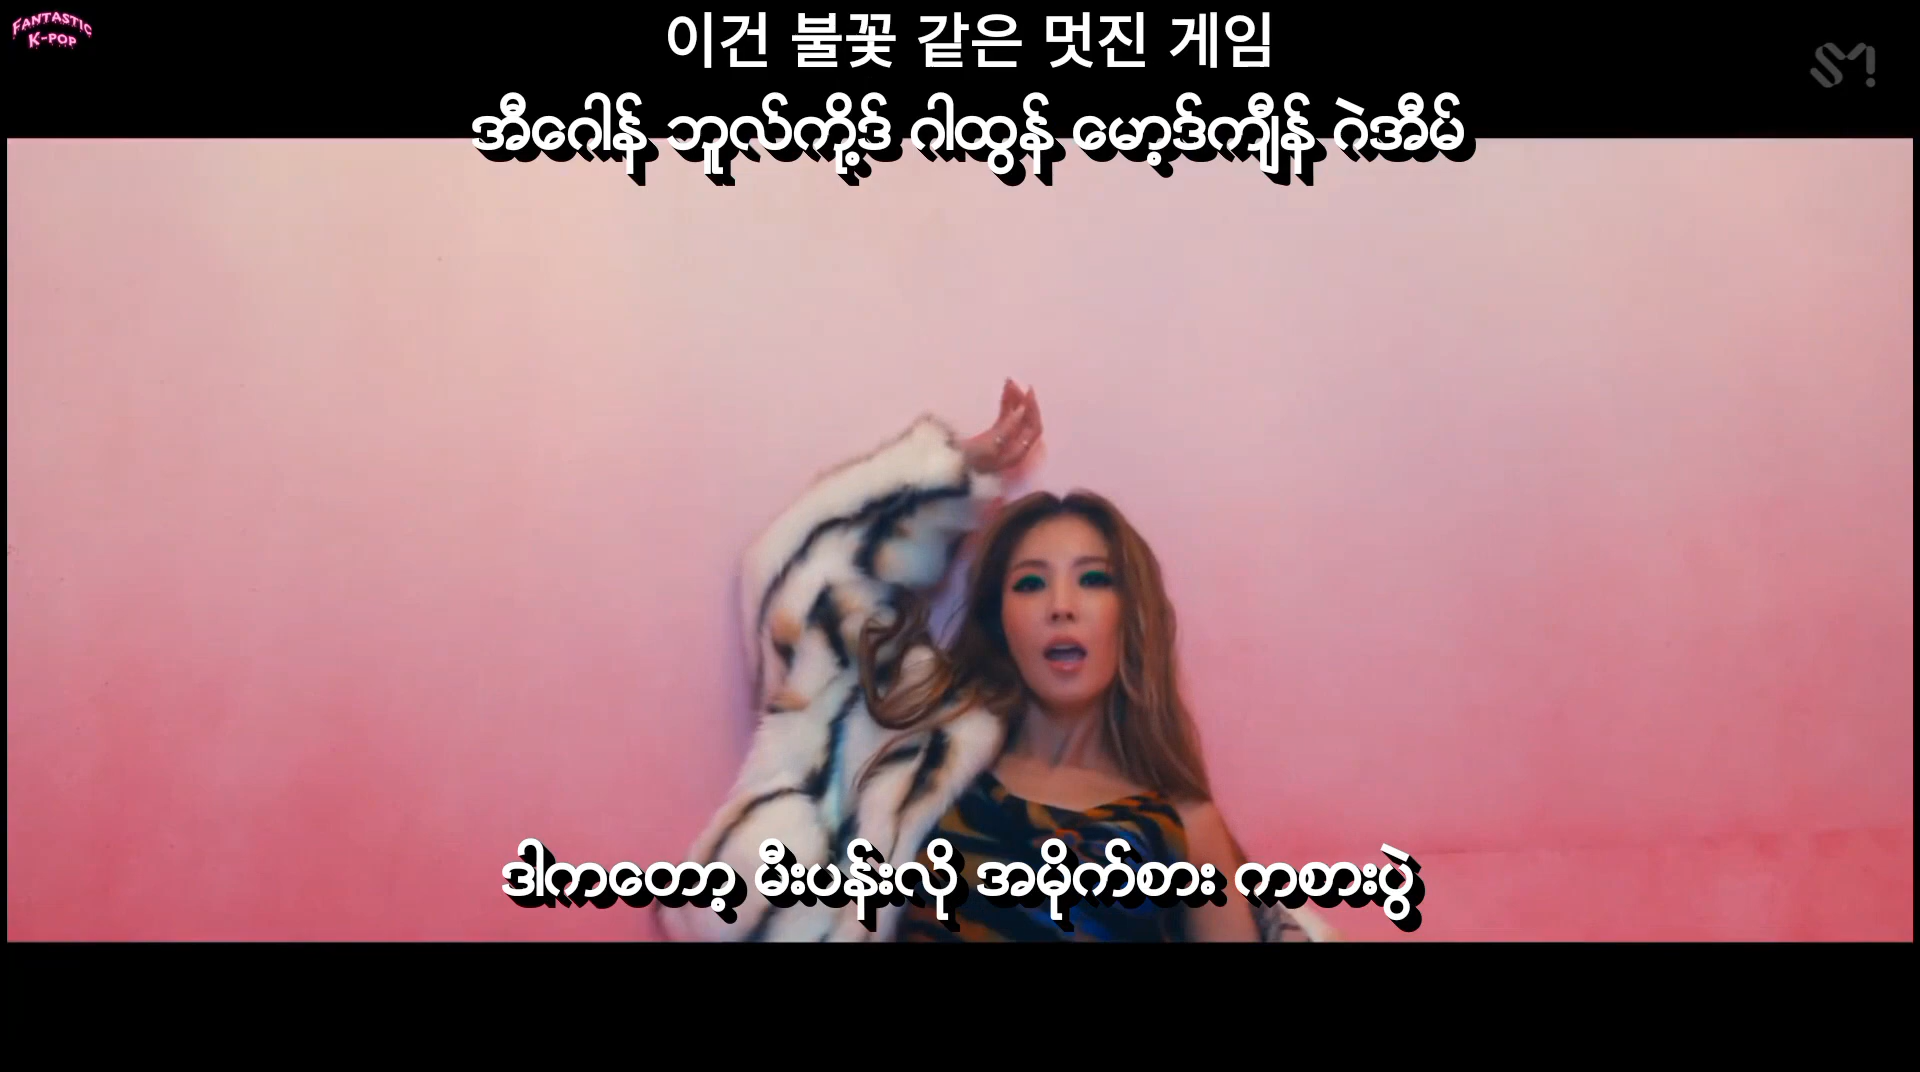 FANTASTIC
K-POP
이건 불꽃 같은 멋진 게임
SM
အီဂေါန် ဘူလ်ကို့ဒ် ဂါထွန် မော့ဒ်ကျီန် ဂဲအီမ်
ဒါကတော့ မီးပန်းလို အမိုက်စား ကစားပွဲ